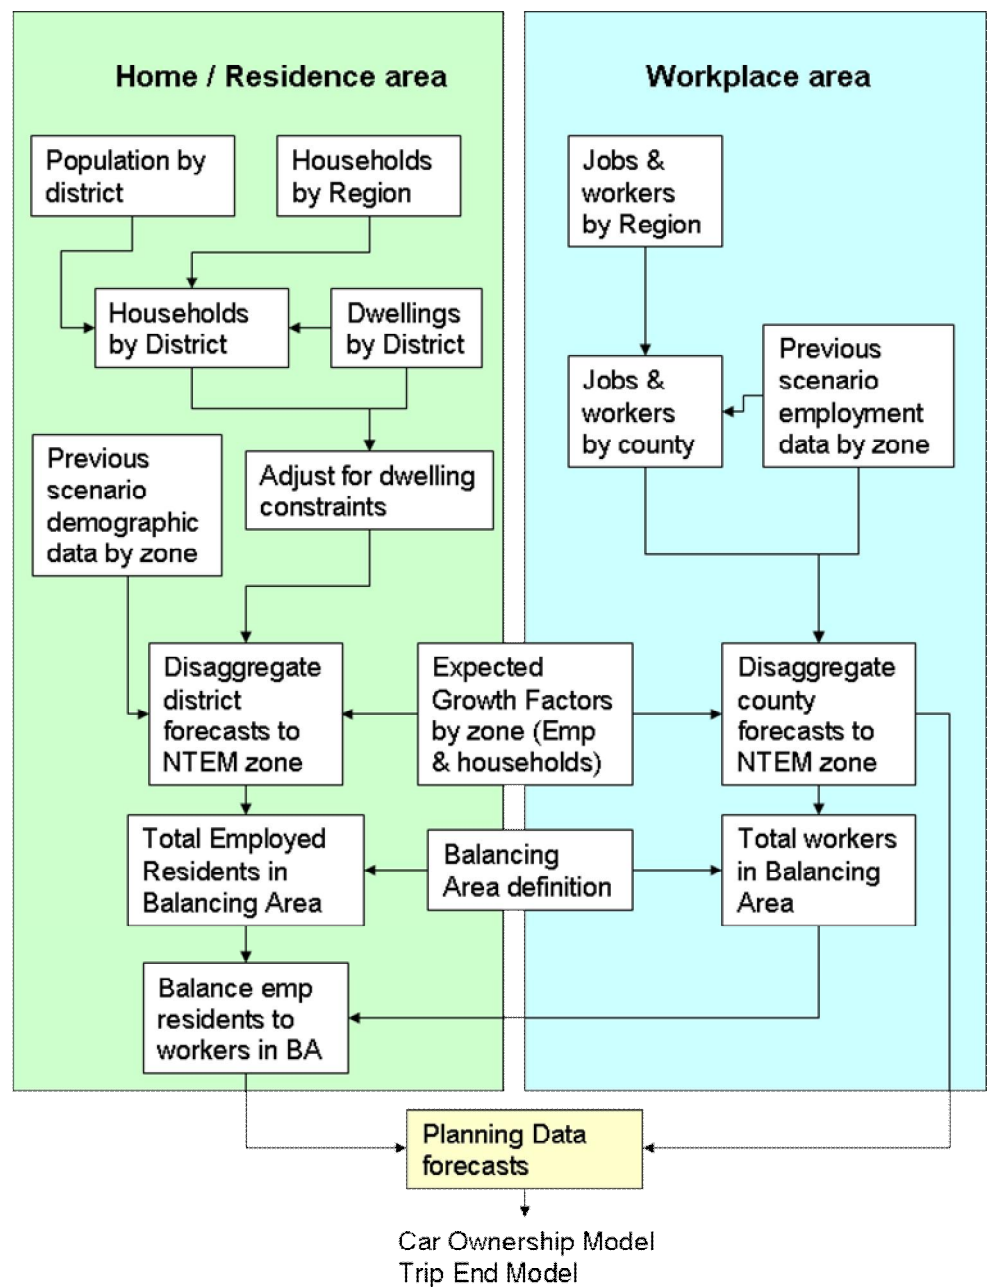 Home / Residence area
Workplace area
Population by
district
Households
by Region
Jobs &
workers
by Region
Households
by District
Dwellings
by District
Previous
scenario
employment
data by zone
Jobs &
workers
by county
Previous
scenario
demographic
data by zone
Adjust for dwelling
constraints
Disaggregate
district
forecasts to
NTEM zone
Expected
Growth Factors
by zone (Emp
& households)
Disaggregate
county
forecasts to
NTEM zone
Total Employed
Residents in
Balancing Area
Balancing
Area definition
Total workers
in Balancing
Area
Balance emp
residents to
workers in BA
Planning Data
forecasts
Car Ownership Model
Trip End Model